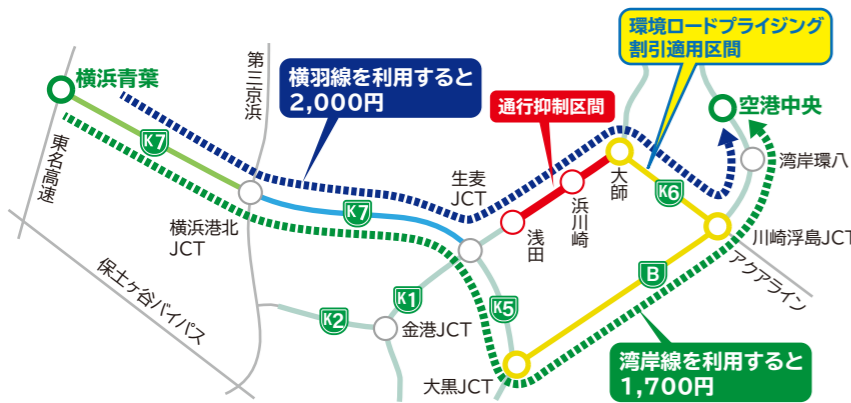 環境ロードプライジング
割引適用区間
第三京浜
横羽線を利用すると
2,000円
横浜青葉
通行抑制区間
空港中央
東名高速
K7
生麦
JCT
大師
湾岸環八
K6
浜川崎
K7
横浜港北
JCT
浅田
川崎浮島JCT
保土ヶ谷バイパス
B
アクアライン
K1
K5
K2
金港JCT
大黒JCT
湾岸線を利用すると
1,700円